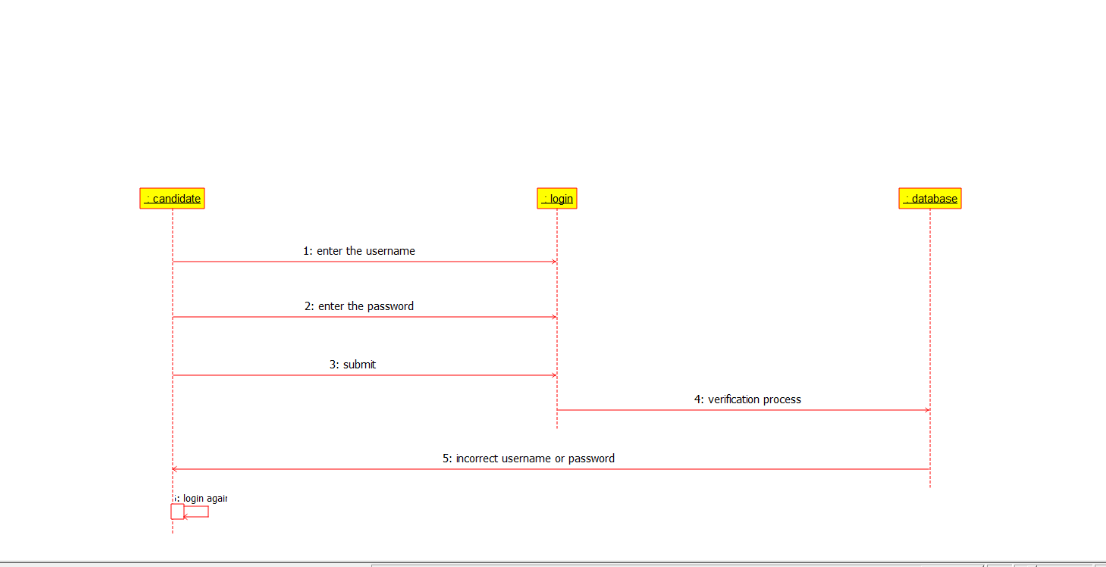 : candidate
: login
: database
1: enter the username
2: enter the password
3: submit
4: verification process
5: incorrect username or password
: login again